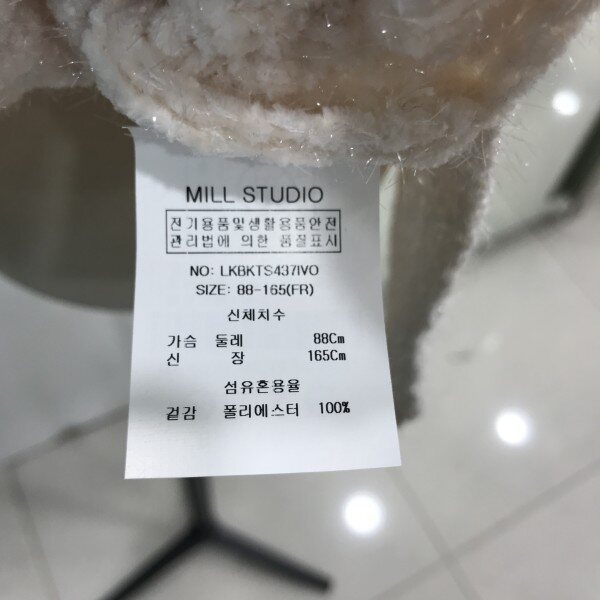 MILL STUDIO
전기용품및생활용품안전
관리법에 의한 품질표시
NO: LKBKTS437IVO
SIZE: 88-165(FR)
신체치수
가슴 둘레 88Cm
신 장 165Cm
섬유혼용율
겉감 폴리에스터 100%